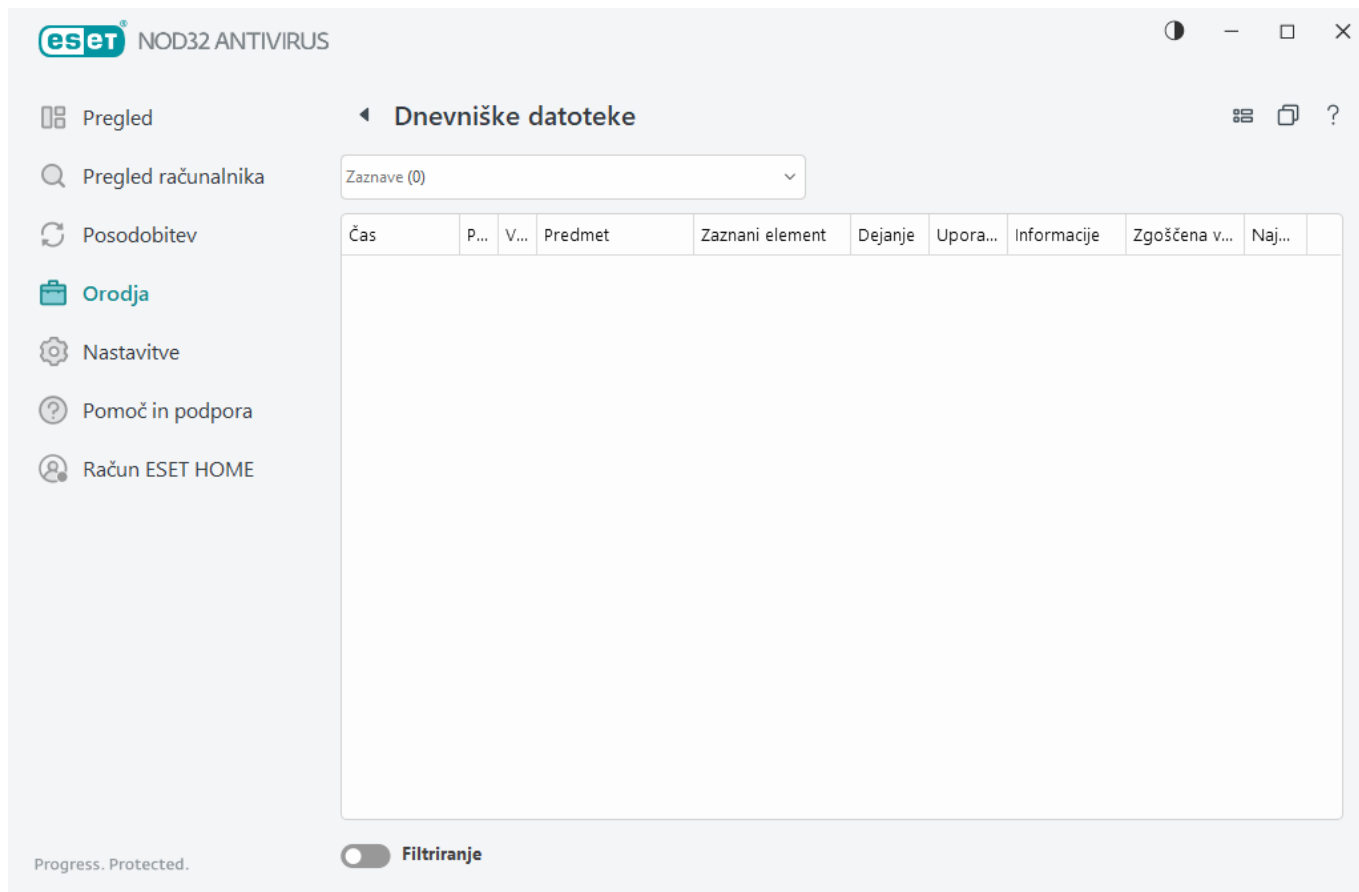 eset® NOD32 ANTIVIRUS
Pregled
Pregled računalnika
Posodobitev
Orodja
Nastavitve
Pomoč in podpora
Račun ESET HOME
Progress. Protected.
Dnevniške datoteke
?
Zaznave (0)
Čas P... V... Predmet Zaznani element Dejanje Upora... Informacije Zgoščena v... Naj...
Filtriranje